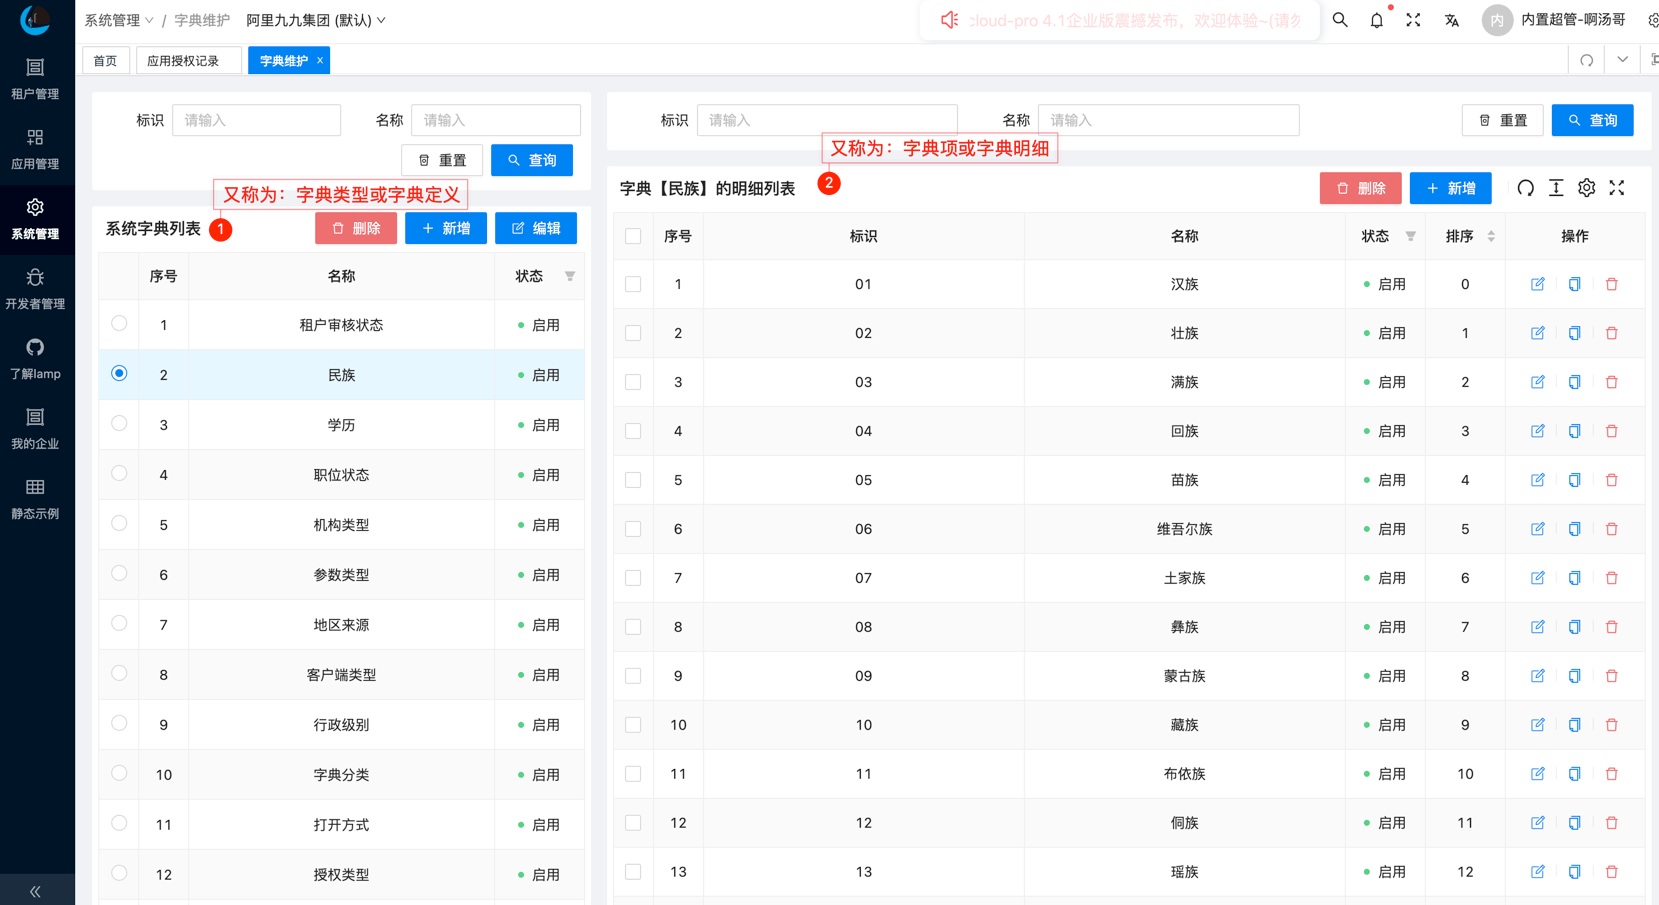 系统管理 / 字典维护 阿里九九集团 (默认)
cloud-pro 4.1企业版震撼发布，欢迎体验~(请勿
内 内置超管-啊汤哥
首页 应用授权记录 字典维护 ×
租户管理
应用管理
系统管理
开发者管理
了解lamp
我的企业
静态示例
标识 请输入 名称 请输入
重置 查询
又称为：字典类型或字典定义
系统字典列表 1 删除 + 新增 编辑
序号 名称 状态
1 租户审核状态 启用
2 民族 启用
3 学历 启用
4 职位状态 启用
5 机构类型 启用
6 参数类型 启用
7 地区来源 启用
8 客户端类型 启用
9 行政级别 启用
10 字典分类 启用
11 打开方式 启用
12 授权类型 启用
标识 请输入 名称 请输入 重置 查询
又称为：字典项或字典明细
字典【民族】的明细列表 2 删除 + 新增
序号 标识 名称 状态 排序 操作
1 01 汉族 启用 0
2 02 壮族 启用 1
3 03 满族 启用 2
4 04 回族 启用 3
5 05 苗族 启用 4
6 06 维吾尔族 启用 5
7 07 土家族 启用 6
8 08 彝族 启用 7
9 09 蒙古族 启用 8
10 10 藏族 启用 9
11 11 布依族 启用 10
12 12 侗族 启用 11
13 13 瑶族 启用 12